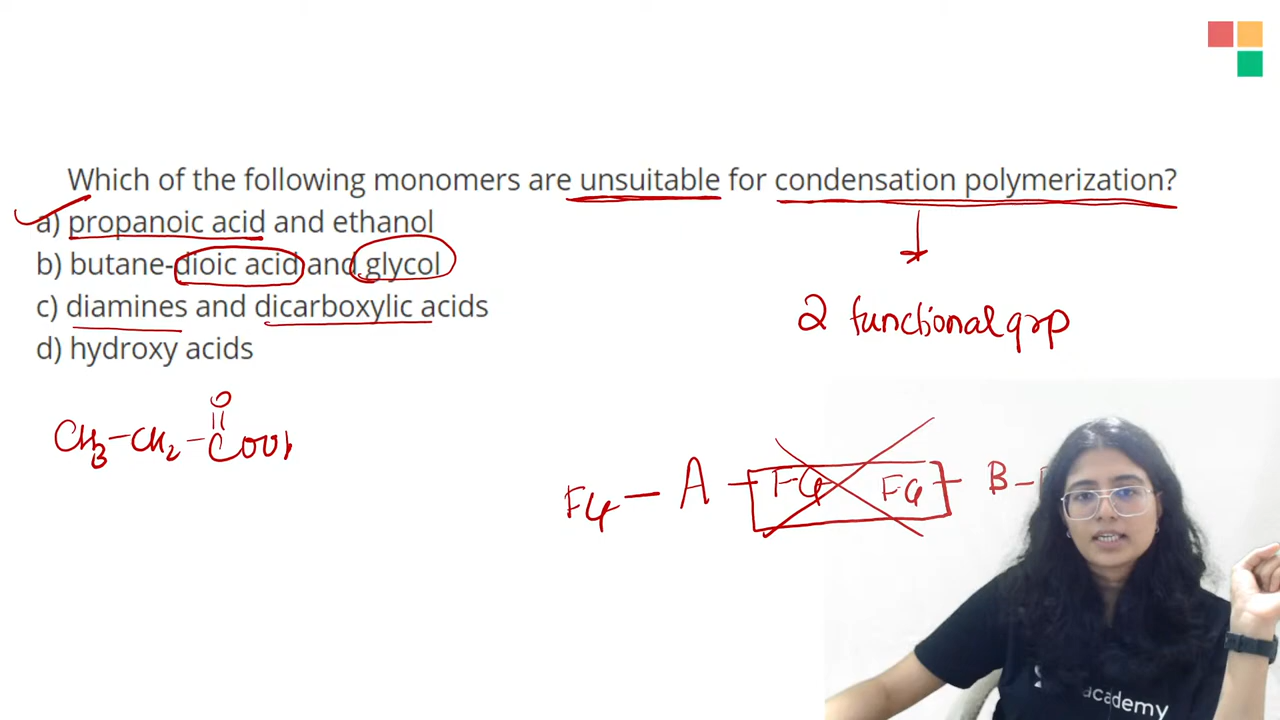 Which of the following monomers are unsuitable for condensation polymerization?
a) propanoic acid and ethanol
b) butane-dioic acid and glycol
c) diamines and dicarboxylic acids
d) hydroxy acids
2 functional grp
O
CH3-CH2-C
FG - A - FG FG - B -
academy